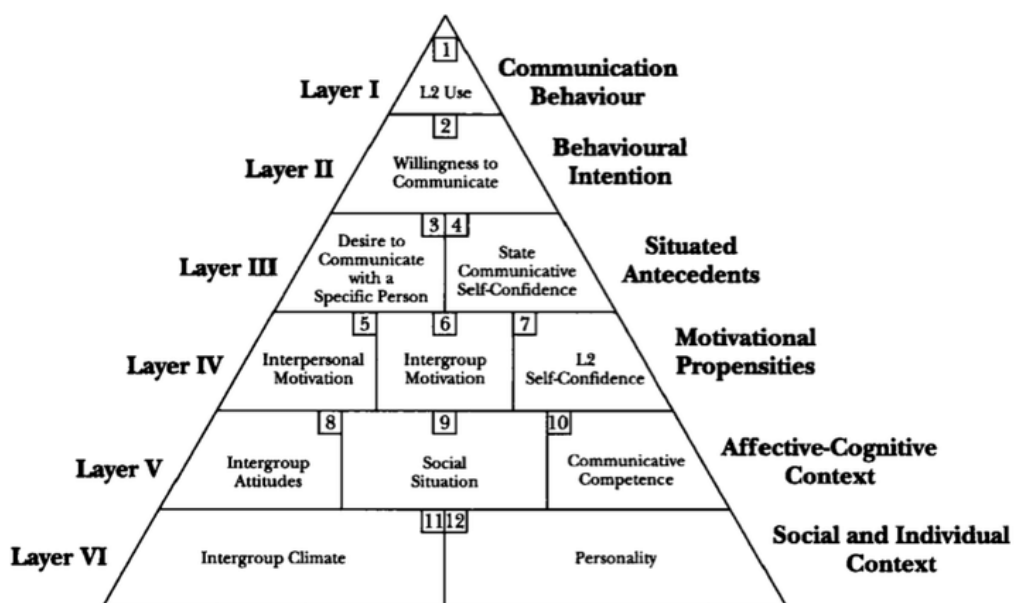 1
Layer I
L2 Use
Communication
Behaviour
2
Layer II
Willingness to
Communicate
Behavioural
Intention
3 4
Layer III
Desire to
Communicate
with a
Specific Person
State
Communicative
Self-Confidence
Situated
Antecedents
5 6 7
Layer IV
Interpersonal
Motivation
Intergroup
Motivation
L2
Self-Confidence
Motivational
Propensities
8 9 10
Layer V
Intergroup
Attitudes
Social
Situation
Communicative
Competence
Affective-Cognitive
Context
11 12
Layer VI
Intergroup Climate
Personality
Social and Individual
Context